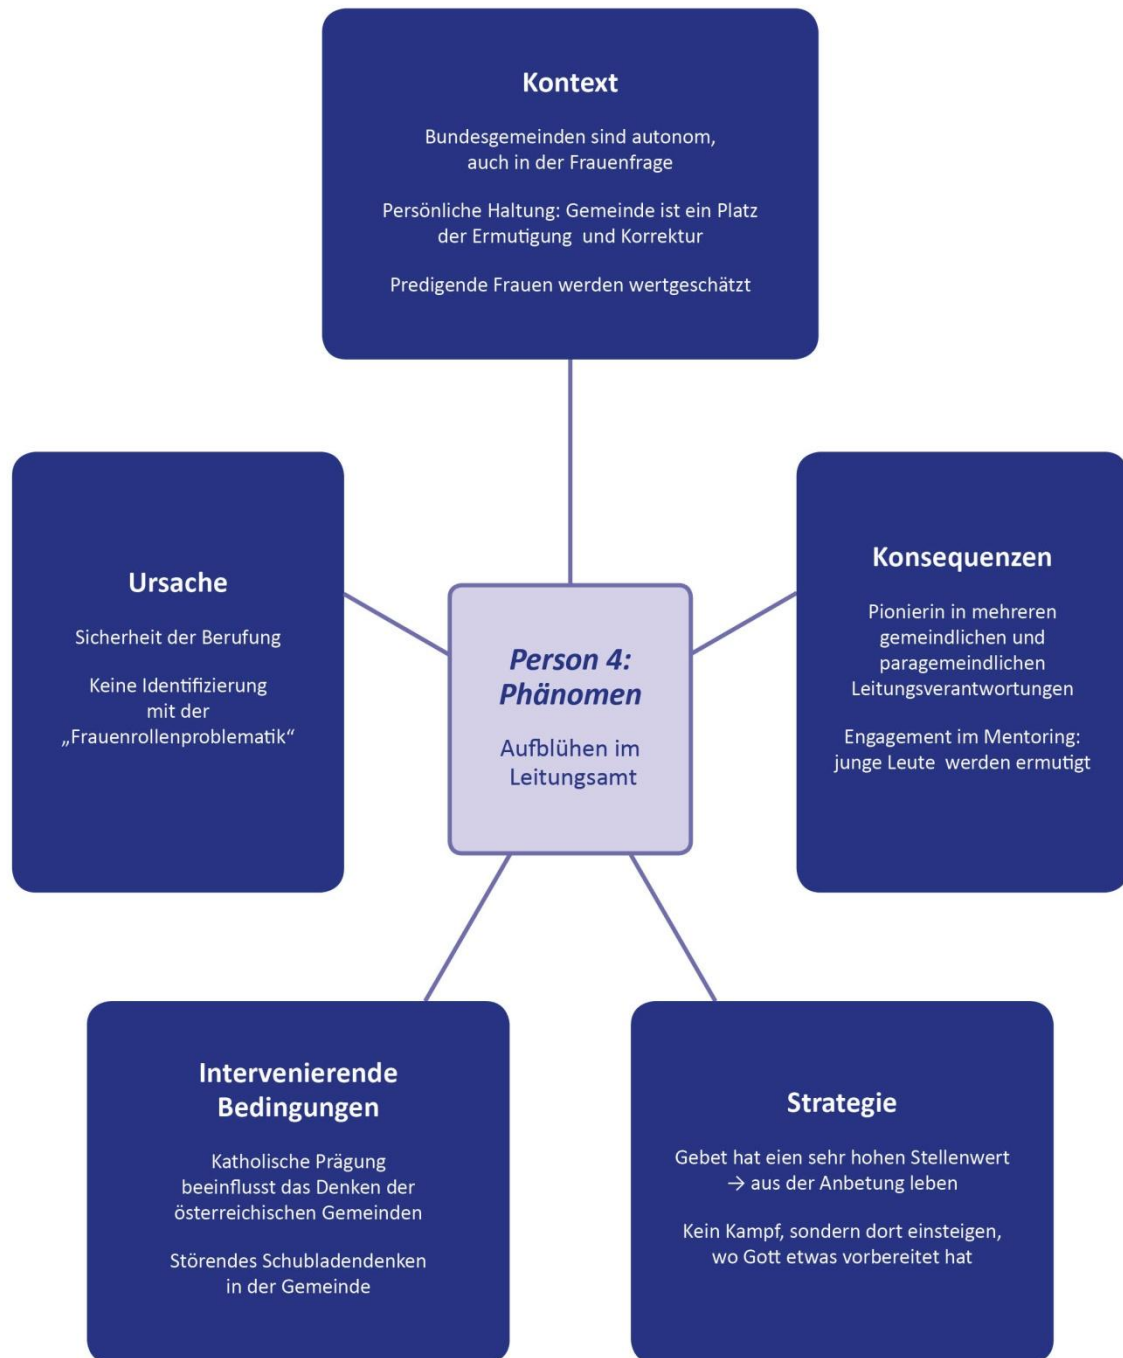 Kontext
Bundesgemeinden sind autonom,
auch in der Frauenfrage
Persönliche Haltung: Gemeinde ist ein Platz
der Ermutigung und Korrektur
Predigende Frauen werden wertgeschätzt
Ursache
Sicherheit der Berufung
Keine Identifizierung
mit der
„Frauenrollenproblematik“
Person 4:
Phänomen
Aufblühen im
Leitungsamt
Konsequenzen
Pionierin in mehreren
gemeindlichen und
paragemeindlichen
Leitungsverantwortungen
Engagement im Mentoring:
junge Leute werden ermutigt
Intervenierende
Bedingungen
Katholische Prägung
beeinflusst das Denken der
österreichischen Gemeinden
Störendes Schubladendenken
in der Gemeinde
Strategie
Gebet hat eien sehr hohen Stellenwert
→ aus der Anbetung leben
Kein Kampf, sondern dort einsteigen,
wo Gott etwas vorbereitet hat